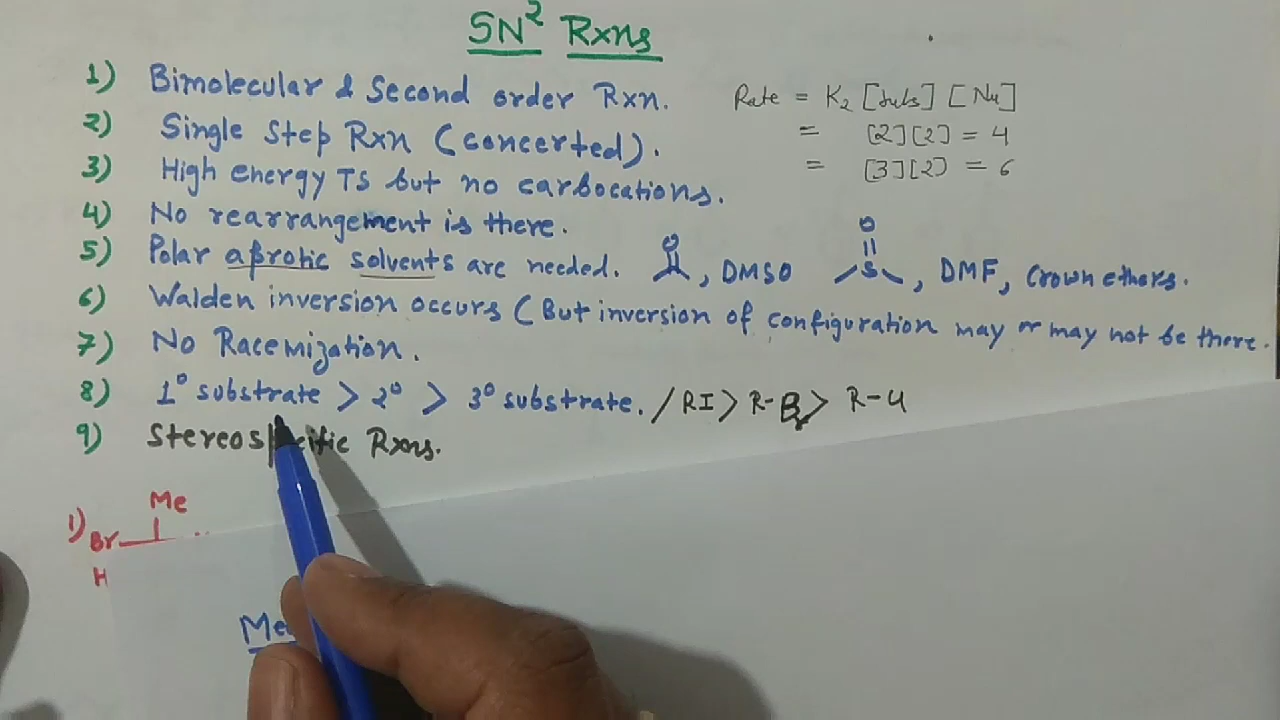 SN² Rxns
1) Bimolecular & Second order Rxn.
Rate = K₂ [subs] [Nu]
= [2][2] = 4
= [3][2] = 6
2) Single Step Rxn (concerted).
3) High energy TS but no carbocations.
4) No rearrangement is there.
5) Polar aprotic solvents are needed. O , DMSO O S , DMF, Crown ethers.
6) Walden inversion occurs (But inversion of configuration may or may not be there.
7) No Racemization.
8) 1° substrate > 2° > 3° substrate. / RI > R-Br > R-Cl
9) Stereospecific Rxns.
Me
1) Br
H